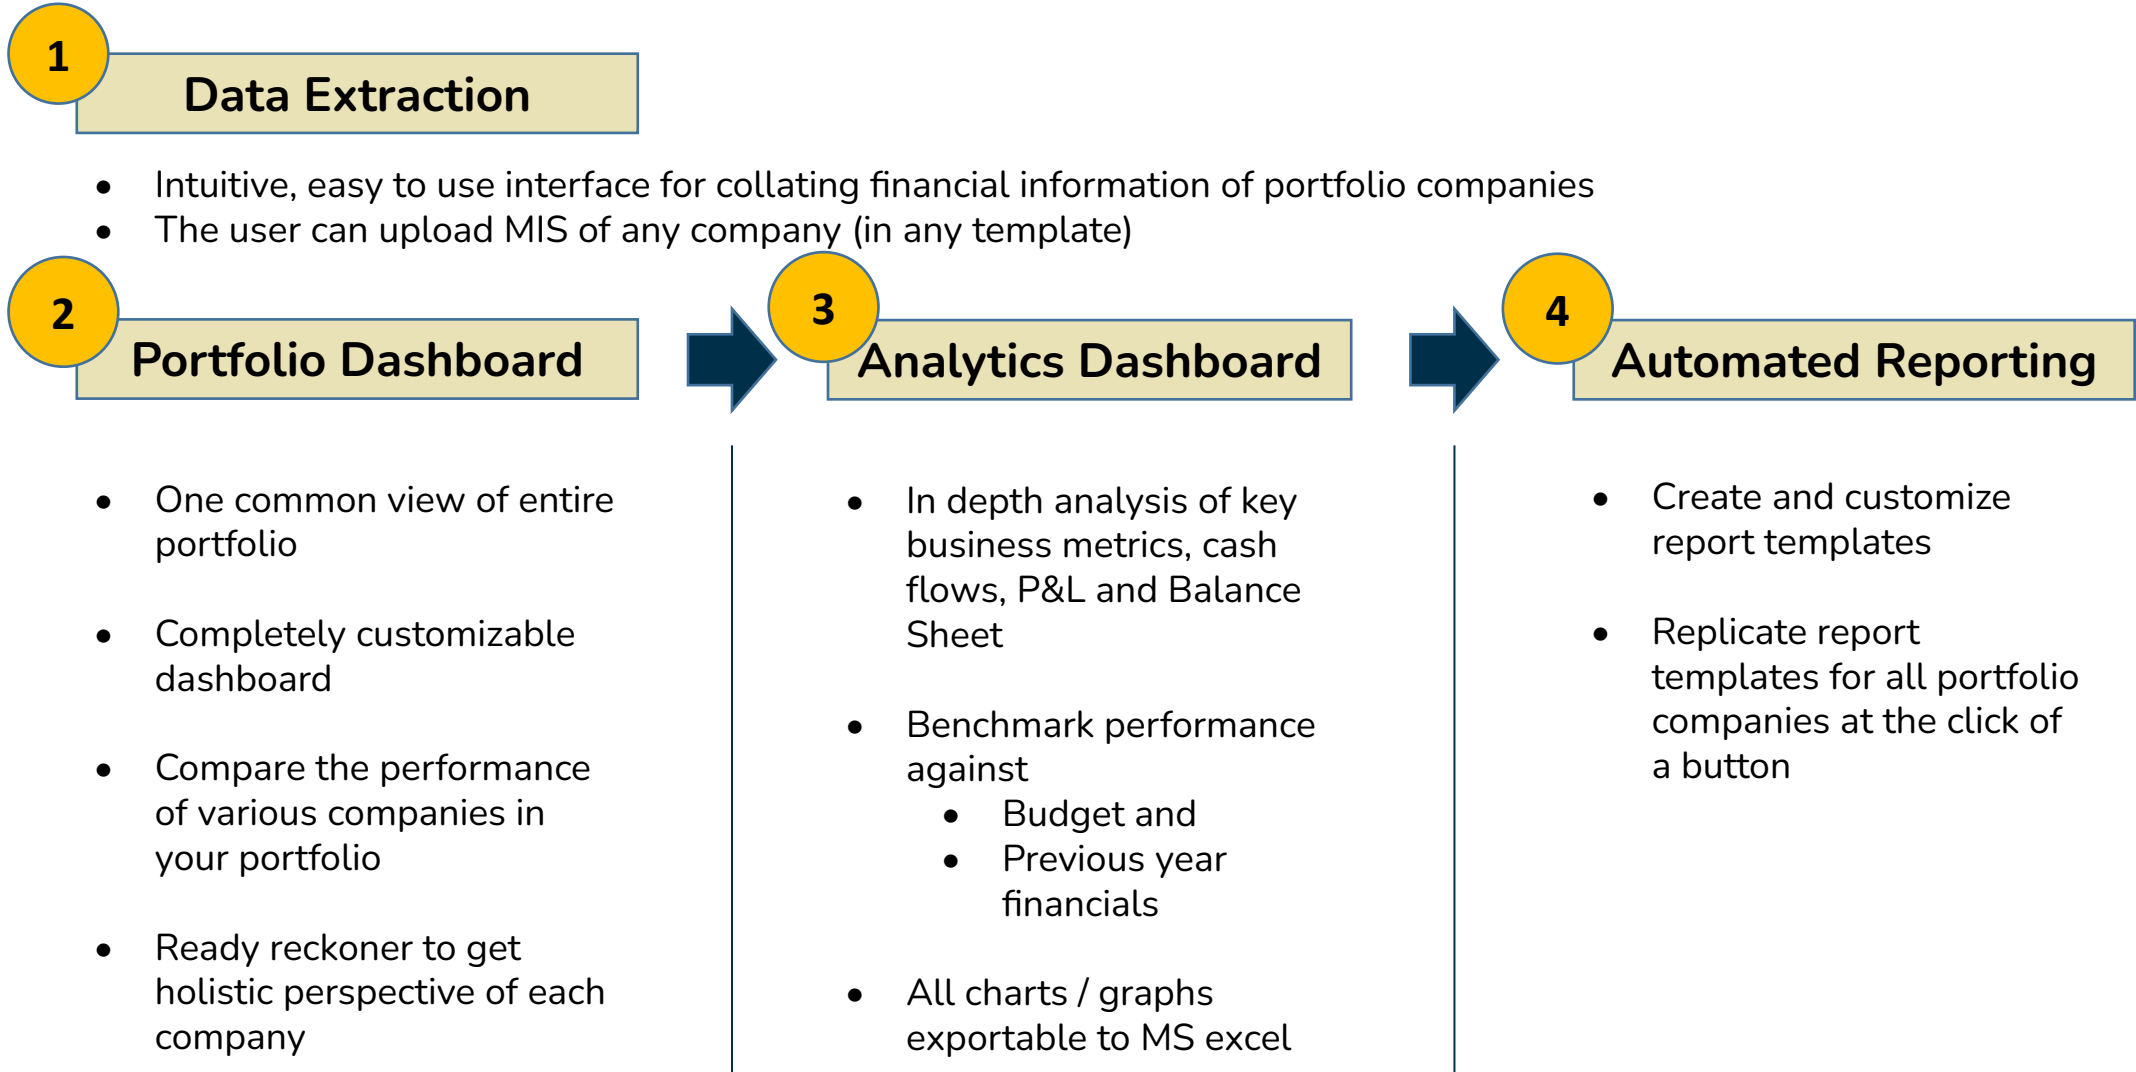 1
Data Extraction
• Intuitive, easy to use interface for collating financial information of portfolio companies
• The user can upload MIS of any company (in any template)
2
Portfolio Dashboard
• One common view of entire
portfolio
• Completely customizable
dashboard
• Compare the performance
of various companies in
your portfolio
• Ready reckoner to get
holistic perspective of each
company
3
Analytics Dashboard
• In depth analysis of key
business metrics, cash
flows, P&L and Balance
Sheet
• Benchmark performance
against
• Budget and
• Previous year
financials
• All charts / graphs
exportable to MS excel
4
Automated Reporting
• Create and customize
report templates
• Replicate report
templates for all portfolio
companies at the click of
a button